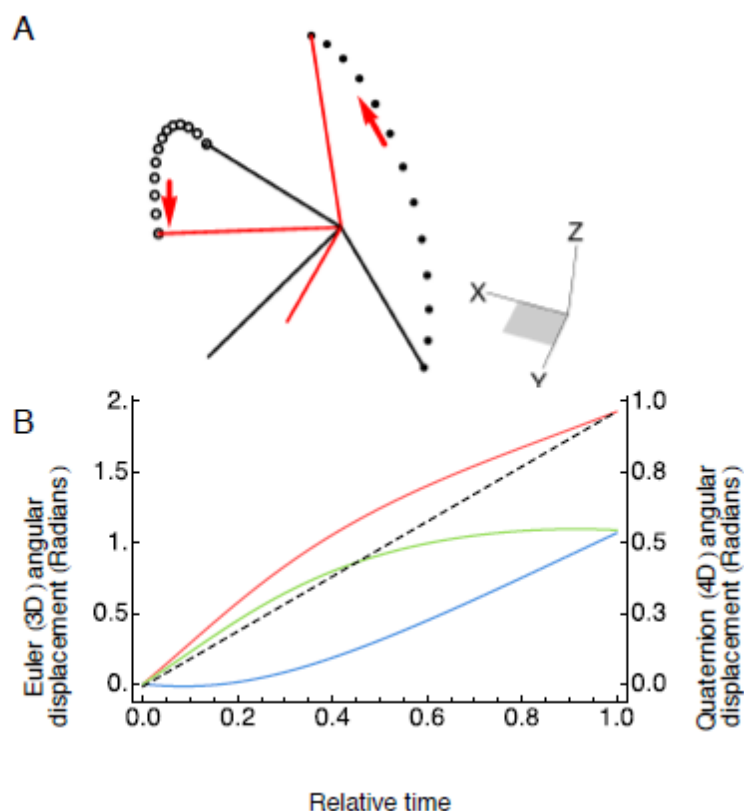 A
Z
X
Y
B
Euler (3D) angular
displacement (Radians)
2.
1.5
1.
0.5
0.
1.0
0.8
0.5
0.3
0.0
Quaternion (4D) angular
displacement (Radians)
0.0 0.2 0.4 0.6 0.8 1.0
Relative time